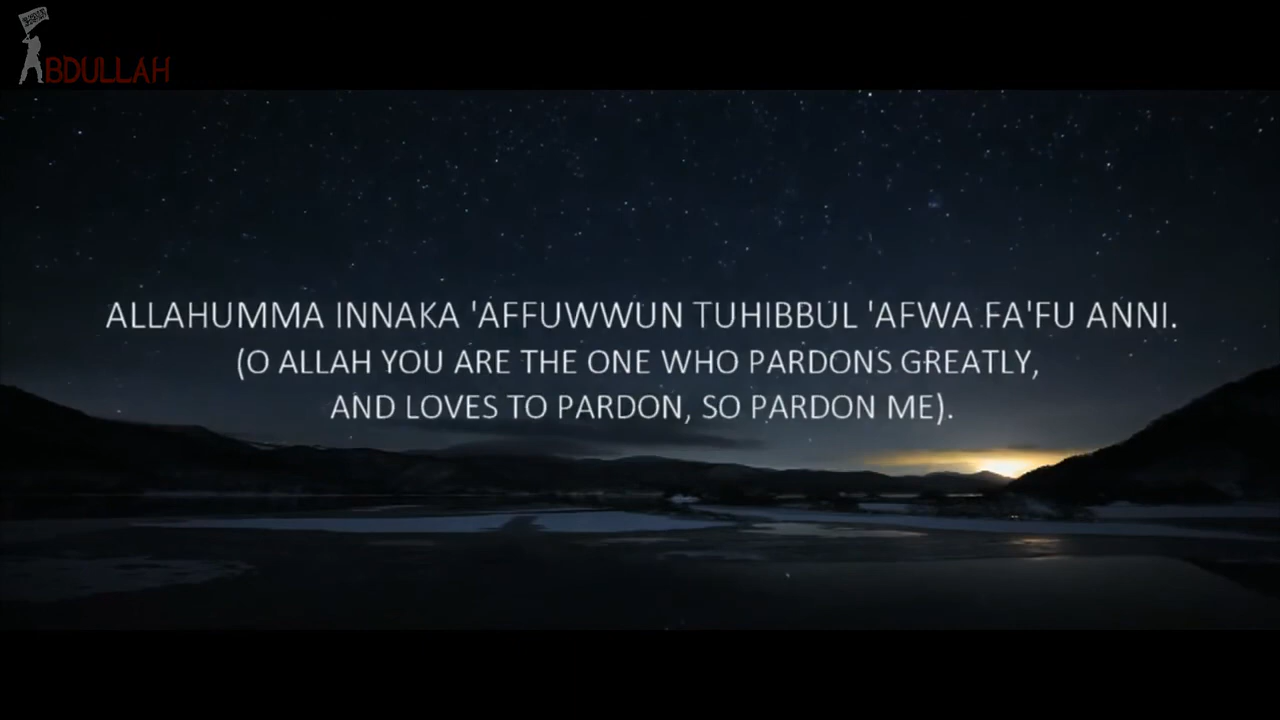 BDULLAH
ALLAHUMMA INNAKA 'AFFUWWUN TUHIBBUL 'AFWA FA'FU ANNI.
(O ALLAH YOU ARE THE ONE WHO PARDONS GREATLY,
AND LOVES TO PARDON, SO PARDON ME).